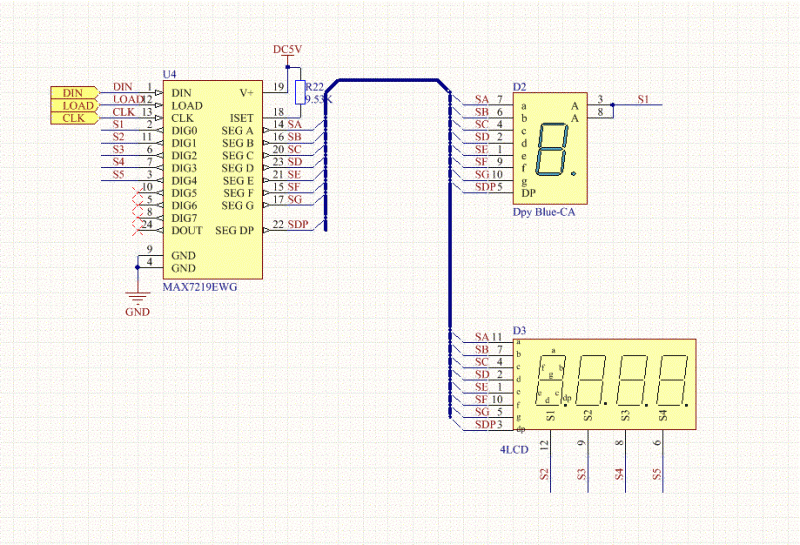 DC5V
U4
R22
9.53K
DIN DIN 1 DIN V+ 19
LOAD LOAD 12 LOAD
CLK CLK 13 CLK ISET 18
S1 2 DIG0 SEG A 14 SA
S2 11 DIG1 SEG B 16 SB
S3 6 DIG2 SEG C 20 SC
S4 7 DIG3 SEG D 23 SD
S5 3 DIG4 SEG E 21 SE
10 DIG5 SEG F 15 SF
5 DIG6 SEG G 17 SG
8 DIG7
24 DOUT SEG DP 22 SDP
9 GND
4 GND
MAX7219EWG
GND
D2
SA 7 a A 3 S1
SB 6 b A 8
SC 4 c
SD 2 d
SE 1 e
SF 9 f
SG 10 g
SDP 5 DP
Dpy Blue-CA
D3
SA 11 a
SB 7 b
SC 4 c
SD 2 d
SE 1 e
SF 10 f
SG 5 g
SDP 3 dp
a
f b
g
e c
d dp
S1 S2 S3 S4
4LCD
12 9 8 6
S2 S3 S4 S5